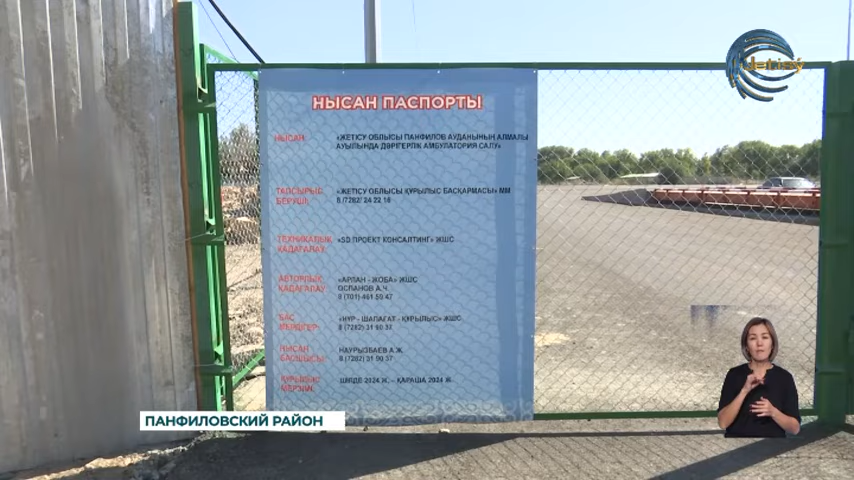 Jetisý
НЫСАН ПАСПОРТЫ
НЫСАН «ЖЕТІСУ ОБЛЫСЫ ПАНФИЛОВ АУДАНЫНЫҢ АЛМАЛЫ
АУЫЛЫНДА ДӘРІГЕРЛІК АМБУЛАТОРИЯ САЛУ»
ТАПСЫРЫС «ЖЕТІСУ ОБЛЫСЫ ҚҰРЫЛЫС БАСҚАРМАСЫ» ММ
БЕРУШІ 8 /7282/ 24 22 16
ТЕХНИКАЛЫҚ «SD ПРОЕКТ КОНСАЛТИНГ» ЖШС
ҚАДАҒАЛАУ
АВТОРЛЫҚ «АРЛАН - ЖОБА» ЖШС
ҚАДАҒАЛАУ ОСПАНОВ А.Ч.
8 (701) 461 50 47
БАС «НҰР - ШАПАҒАТ - ҚҰРЫЛЫС» ЖШС
МЕРДІГЕР 8 (7282) 31 90 37
НЫСАН НАУРЫЗБАЕВ А.Ж.
БАСШЫСЫ 8 (7282) 31 90 37
ҚҰРЫЛЫС ШІЛДЕ 2024 Ж. – ҚАРАША 2024 Ж.
МЕРЗІМІ
ПАНФИЛОВСКИЙ РАЙОН